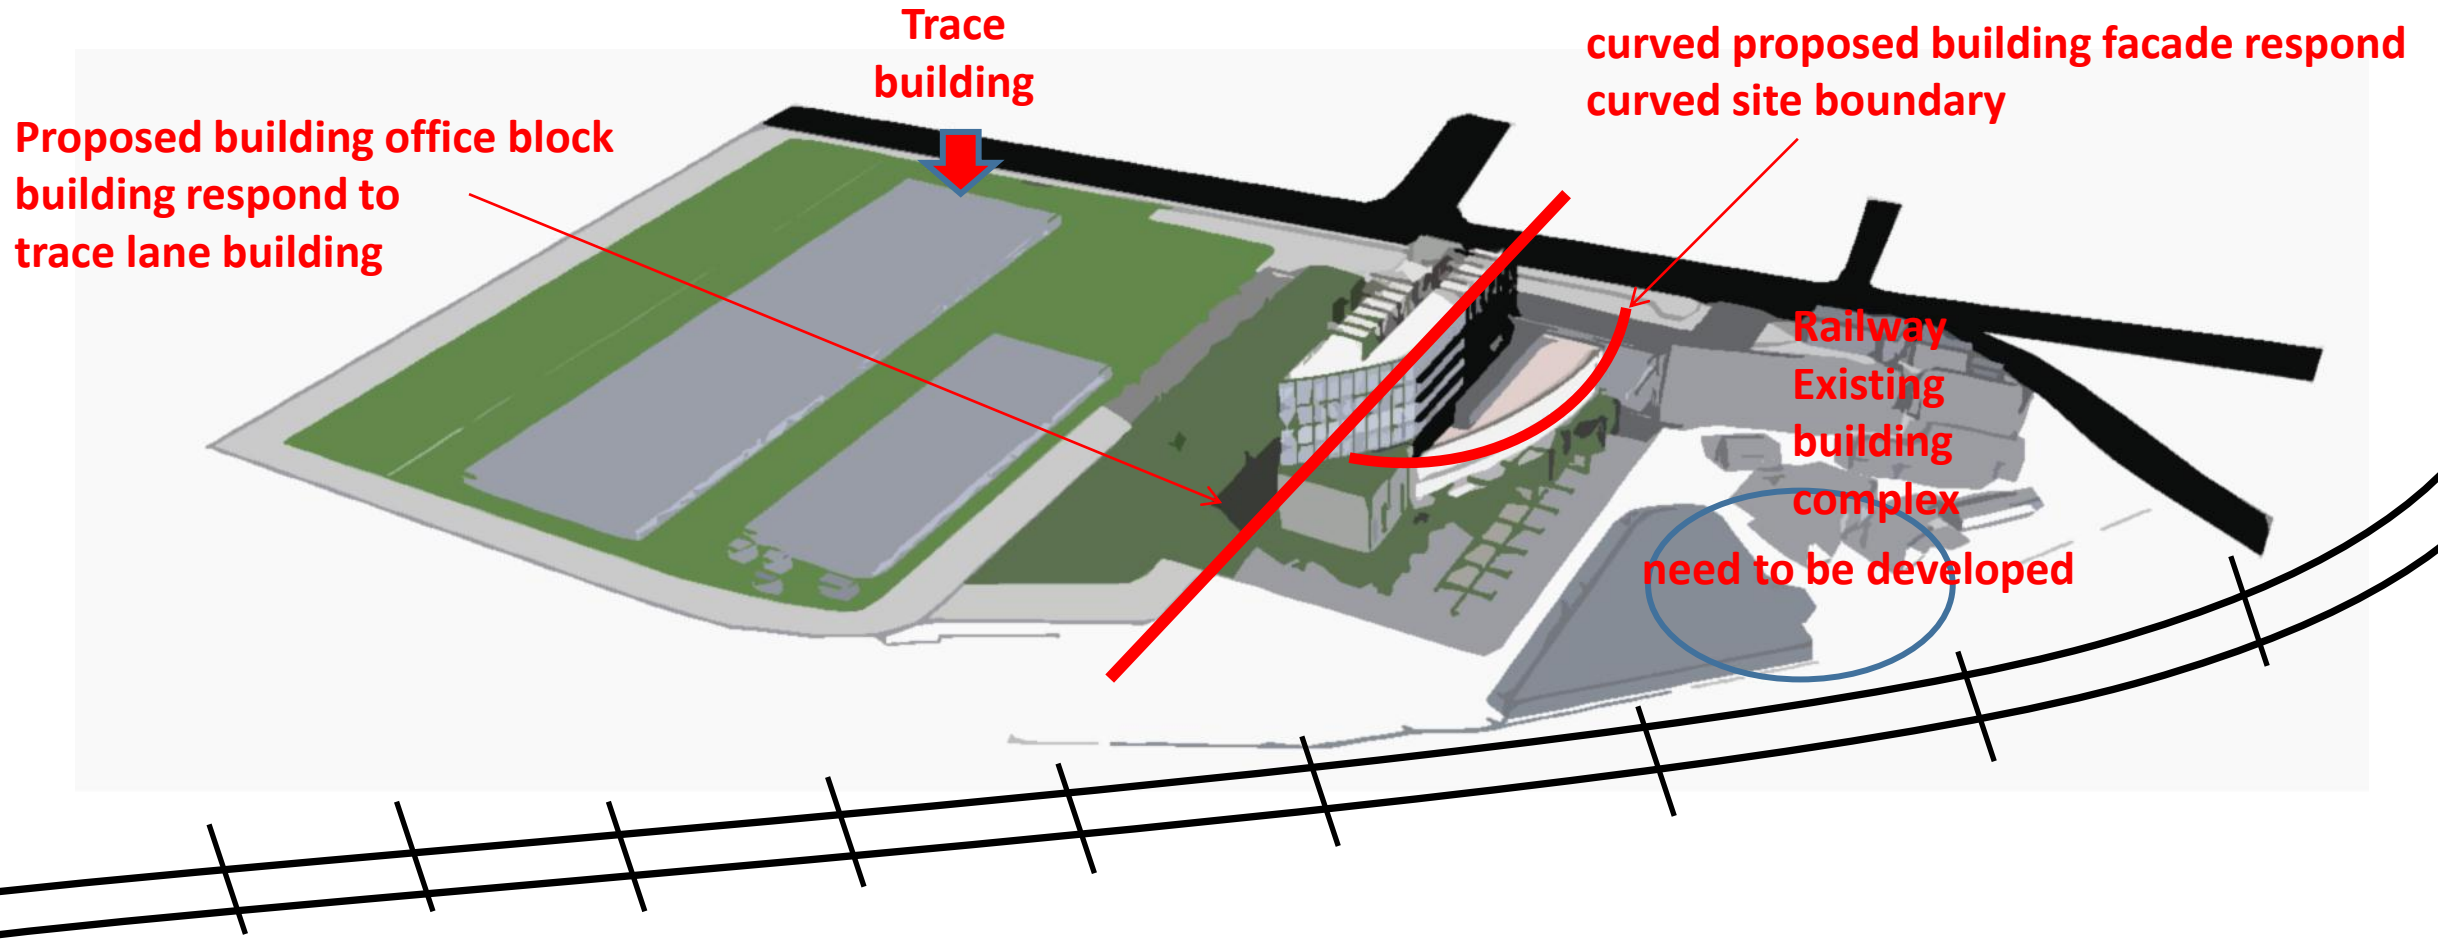 Trace
building
curved proposed building facade respond
curved site boundary
Proposed building office block
building respond to
trace lane building
Railway
Existing
building
complex
need to be developed